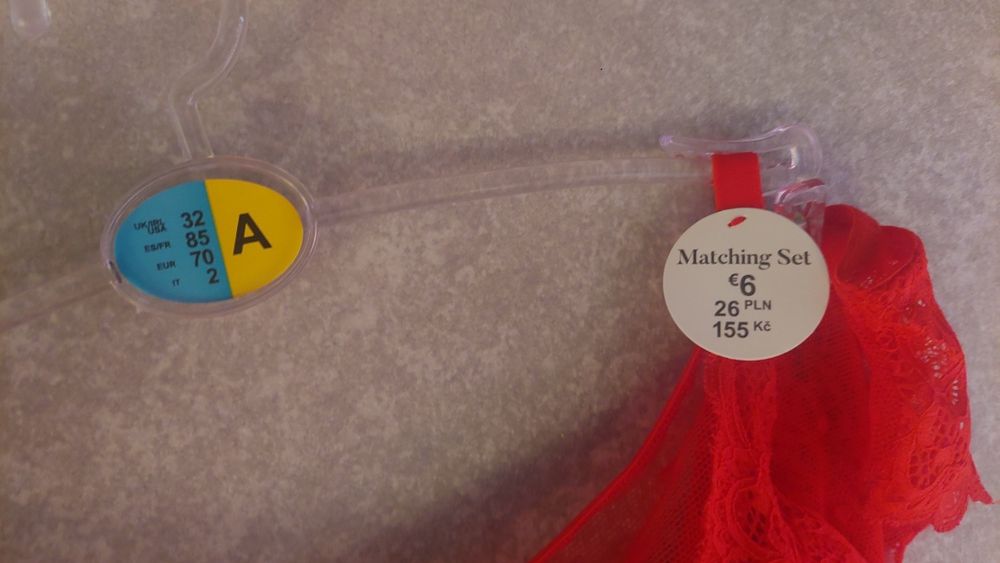 UK/IRL
USA 32
ES/FR 85
EUR 70
IT 2
A
Matching Set
€6
26 PLN
155 Kč